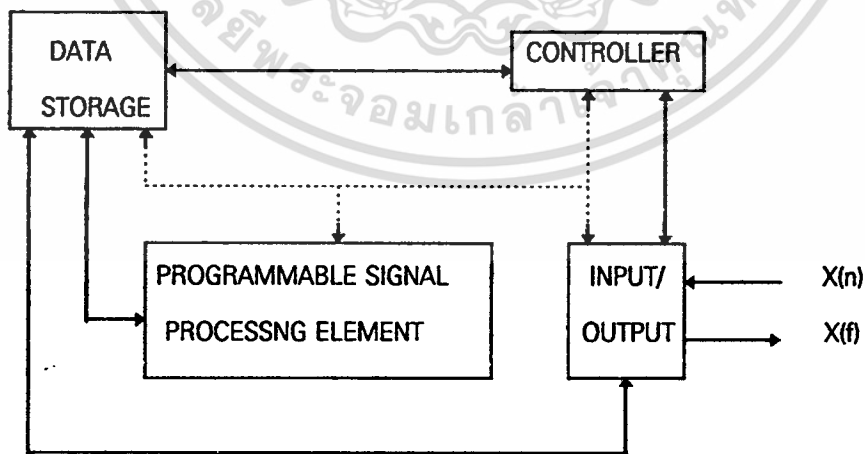 DATA
STORAGE
CONTROLLER
PROGRAMMABLE SIGNAL
PROCESSNG ELEMENT
INPUT/
OUTPUT
X(n)
X(f)